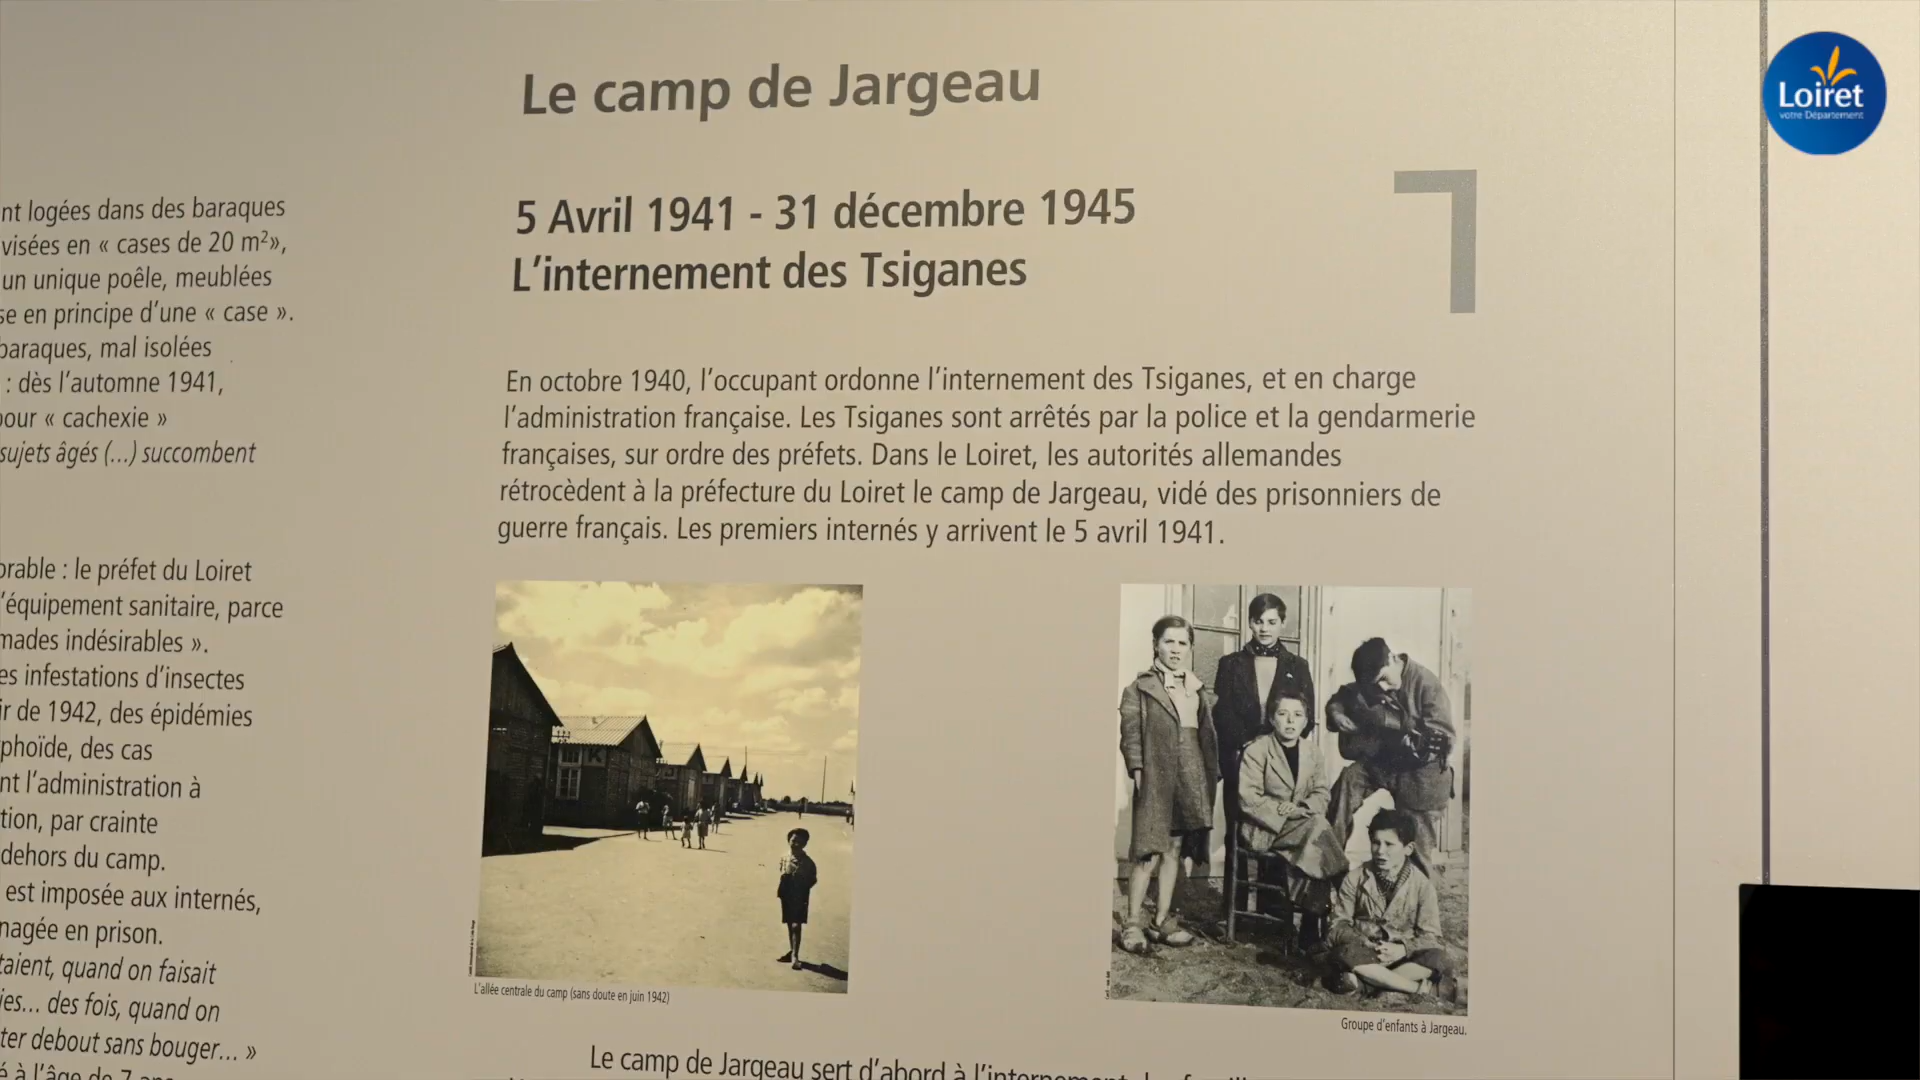 nt logées dans des baraques
visées en « cases de 20 m²»,
un unique poêle, meublées
se en principe d'une « case ».
baraques, mal isolées
: dès l'automne 1941,
pour « cachexie »
sujets âgés (...) succombent
orable : le préfet du Loiret
l'équipement sanitaire, parce
mades indésirables ».
es infestations d'insectes
ir de 1942, des épidémies
phoïde, des cas
nt l'administration à
tion, par crainte
dehors du camp.
est imposée aux internés,
nagée en prison.
taient, quand on faisait
ies... des fois, quand on
ter debout sans bouger... »
é à l'âge de 7 ans
Le camp de Jargeau
5 Avril 1941 - 31 décembre 1945
L'internement des Tsiganes
En octobre 1940, l'occupant ordonne l'internement des Tsiganes, et en charge
l'administration française. Les Tsiganes sont arrêtés par la police et la gendarmerie
françaises, sur ordre des préfets. Dans le Loiret, les autorités allemandes
rétrocèdent à la préfecture du Loiret le camp de Jargeau, vidé des prisonniers de
guerre français. Les premiers internés y arrivent le 5 avril 1941.
K
L'allée centrale du camp (sans doute en juin 1942)
Groupe d'enfants à Jargeau.
Le camp de Jargeau sert d'abord à l'internement
Loiret
votre Département